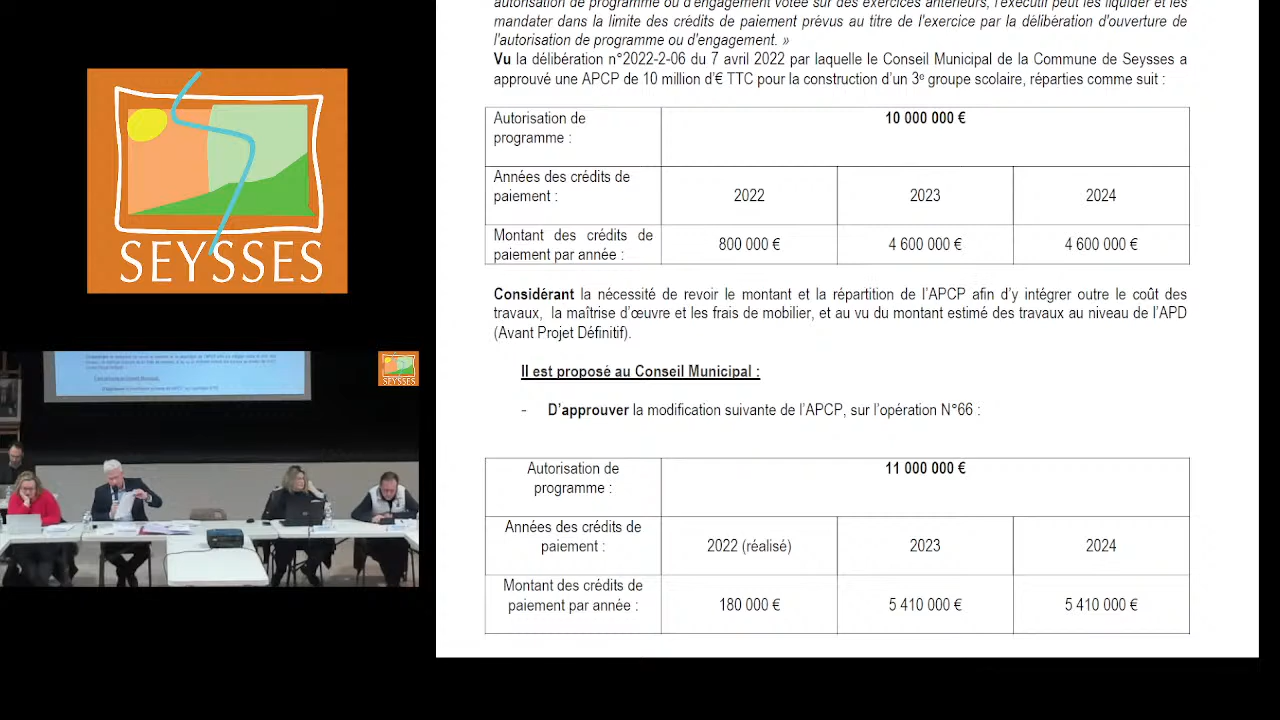 autorisation de programme ou d'engagement votée sur des exercices antérieurs, l'exécutif peut les liquider et les
mandater dans la limite des crédits de paiement prévus au titre de l'exercice par la délibération d'ouverture de
l'autorisation de programme ou d'engagement. »
Vu la délibération n°2022-2-06 du 7 avril 2022 par laquelle le Conseil Municipal de la Commune de Seysses a
approuvé une APCP de 10 million d'€ TTC pour la construction d'un 3e groupe scolaire, réparties comme suit :
Autorisation de
programme :
10 000 000 €
Années des crédits de
paiement :
2022
2023
2024
Montant des crédits de
paiement par année :
800 000 €
4 600 000 €
4 600 000 €
Considérant la nécessité de revoir le montant et la répartition de l'APCP afin d'y intégrer outre le coût des
travaux, la maîtrise d'œuvre et les frais de mobilier, et au vu du montant estimé des travaux au niveau de l'APD
(Avant Projet Définitif).
Il est proposé au Conseil Municipal :
- D'approuver la modification suivante de l'APCP, sur l'opération N°66 :
Autorisation de
programme :
11 000 000 €
Années des crédits de
paiement :
2022 (réalisé)
2023
2024
Montant des crédits de
paiement par année :
180 000 €
5 410 000 €
5 410 000 €
SEYSSES
SEYSSES